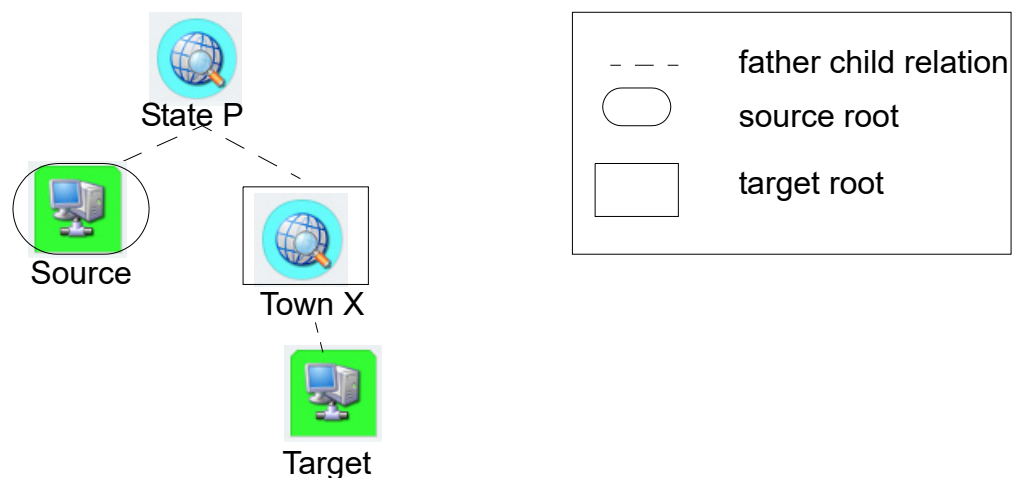 State P
Source
Town X
Target
father child relation
source root
target root